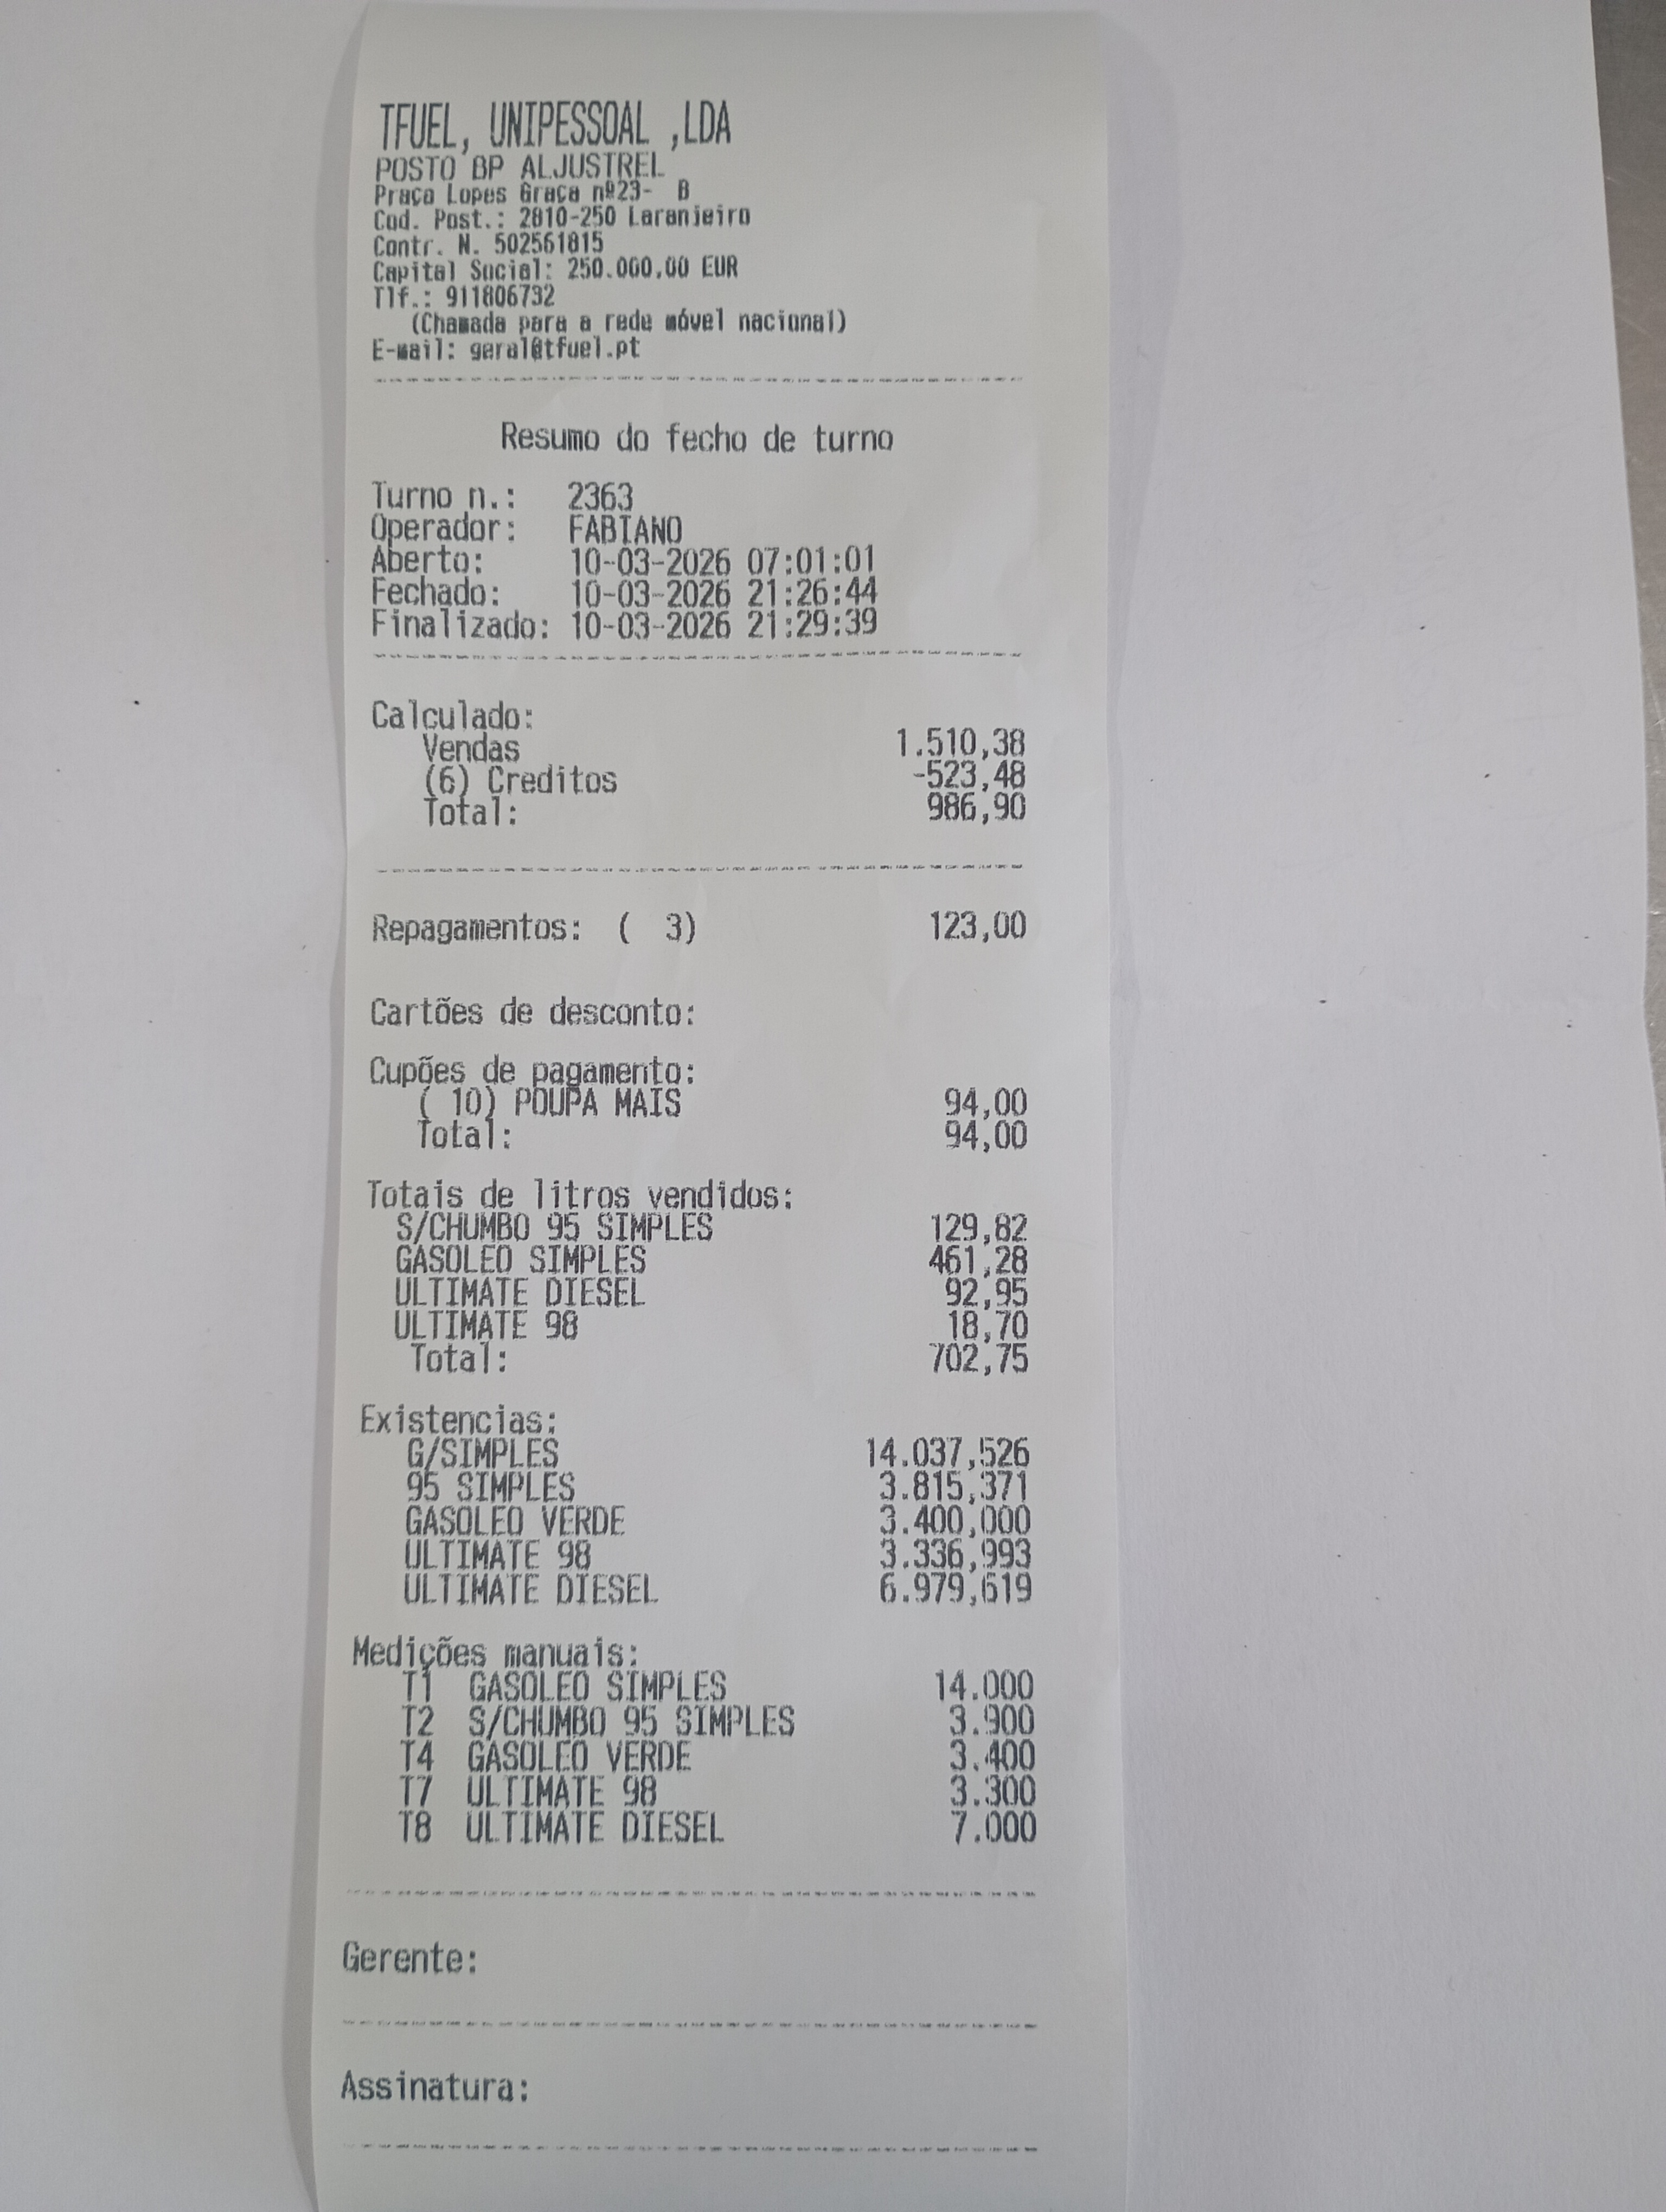 TFUEL, UNIPESSOAL ,LDA
POSTO BP ALJUSTREL
Praça Lopes Graça nº23-  B
Cod. Post.: 2810-250 Laranjeiro
Contr. N. 502561815
Capital Social: 250.000,00 EUR
Tlf.: 911806732
(Chamada para a rede móvel nacional)
E-mail: geral@tfuel.pt
Resumo do fecho de turno
Turno n.: 2363
Operador: FABIANO
Aberto: 10-03-2026 07:01:01
Fechado: 10-03-2026 21:26:44
Finalizado: 10-03-2026 21:29:39
Calculado:
Vendas 1.510,38
(6) Creditos -523,48
Total: 986,90
Repagamentos: ( 3) 123,00
Cartões de desconto:
Cupões de pagamento:
( 10) POUPA MAIS 94,00
Total: 94,00
Totais de litros vendidos:
S/CHUMBO 95 SIMPLES 129,82
GASOLEO SIMPLES 461,28
ULTIMATE DIESEL 92,95
ULTIMATE 98 18,70
Total: 702,75
Existencias:
G/SIMPLES 14.037,526
95 SIMPLES 3.815,371
GASOLEO VERDE 3.400,000
ULTIMATE 98 3.336,993
ULTIMATE DIESEL 6.979,619
Medições manuais:
T1 GASOLEO SIMPLES 14.000
T2 S/CHUMBO 95 SIMPLES 3.900
T4 GASOLEO VERDE 3.400
T7 ULTIMATE 98 3.300
T8 ULTIMATE DIESEL 7.000
Gerente:
Assinatura: